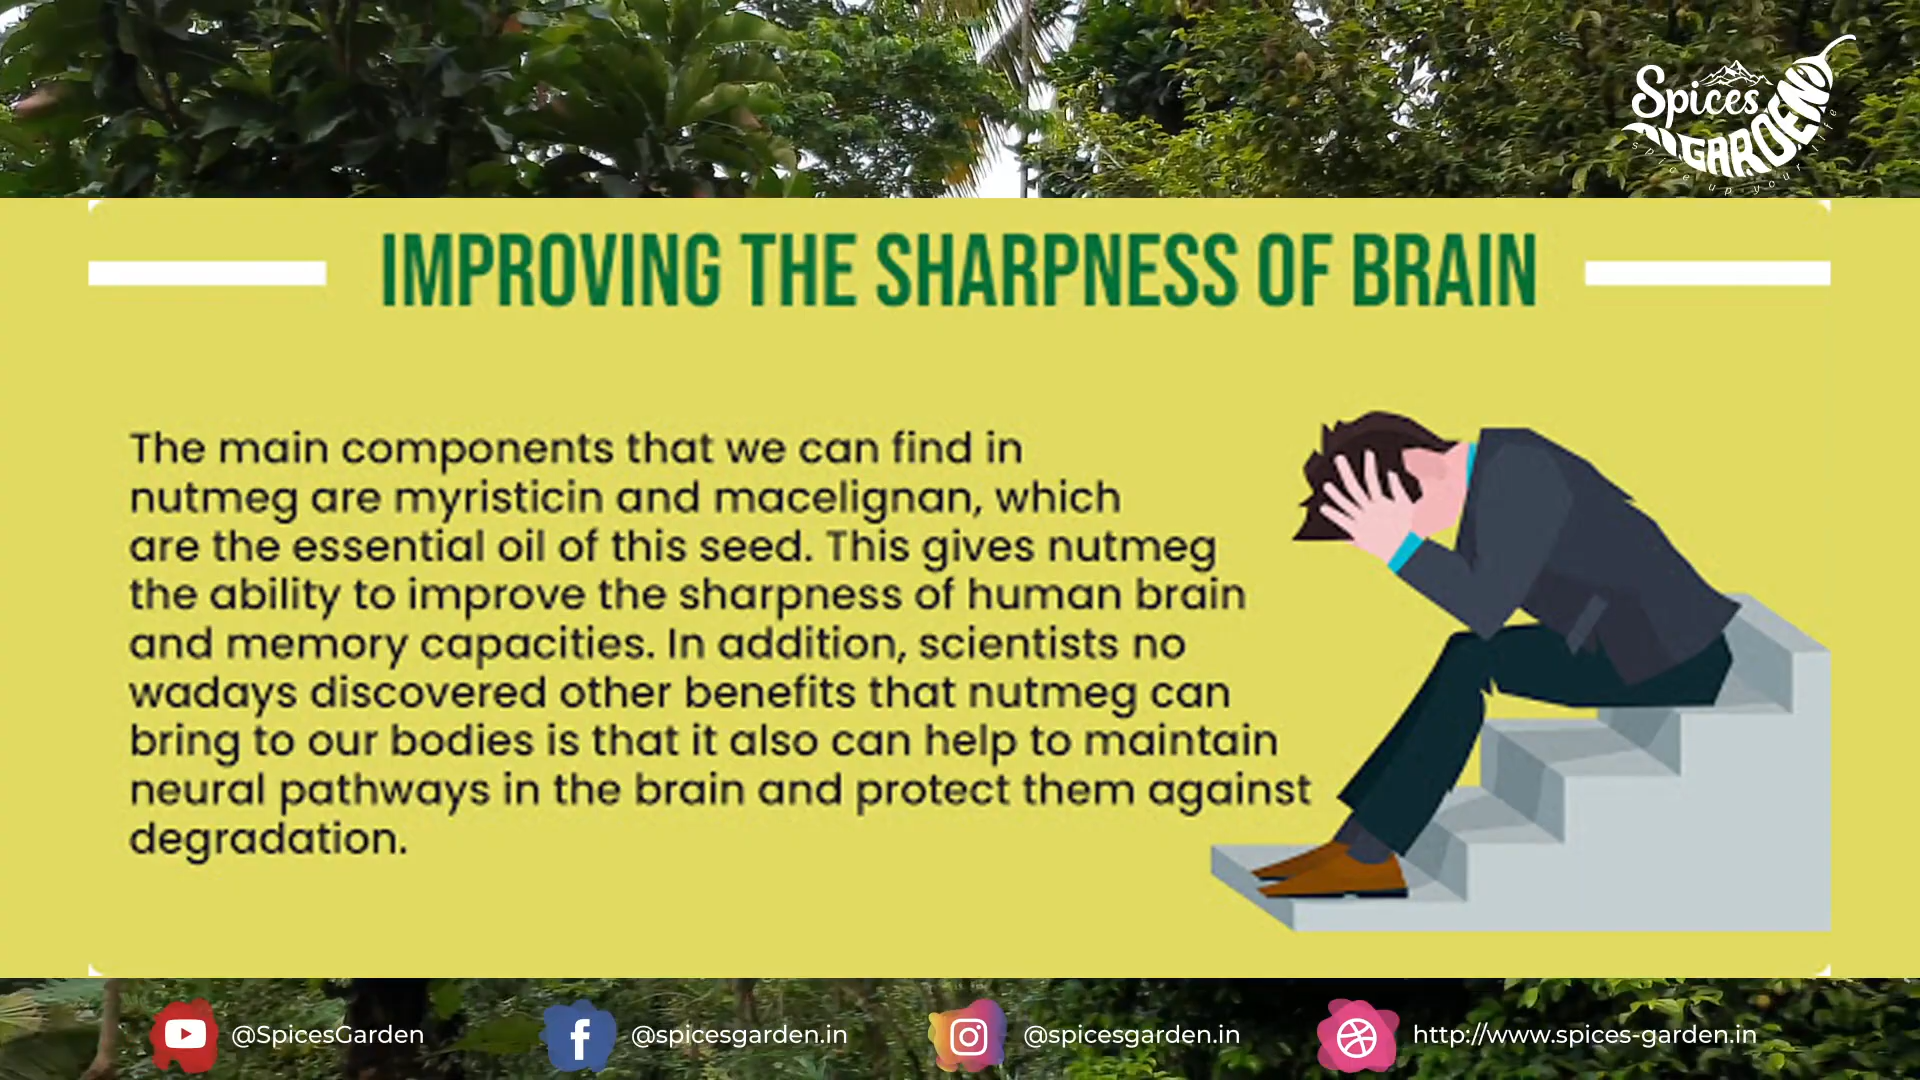 Spices
GARDEN
spice up your life
IMPROVING THE SHARPNESS OF BRAIN
The main components that we can find in
nutmeg are myristicin and macelignan, which
are the essential oil of this seed. This gives nutmeg
the ability to improve the sharpness of human brain
and memory capacities. In addition, scientists no
wadays discovered other benefits that nutmeg can
bring to our bodies is that it also can help to maintain
neural pathways in the brain and protect them against
degradation.
@SpicesGarden
@spicesgarden.in
@spicesgarden.in
http://www.spices-garden.in